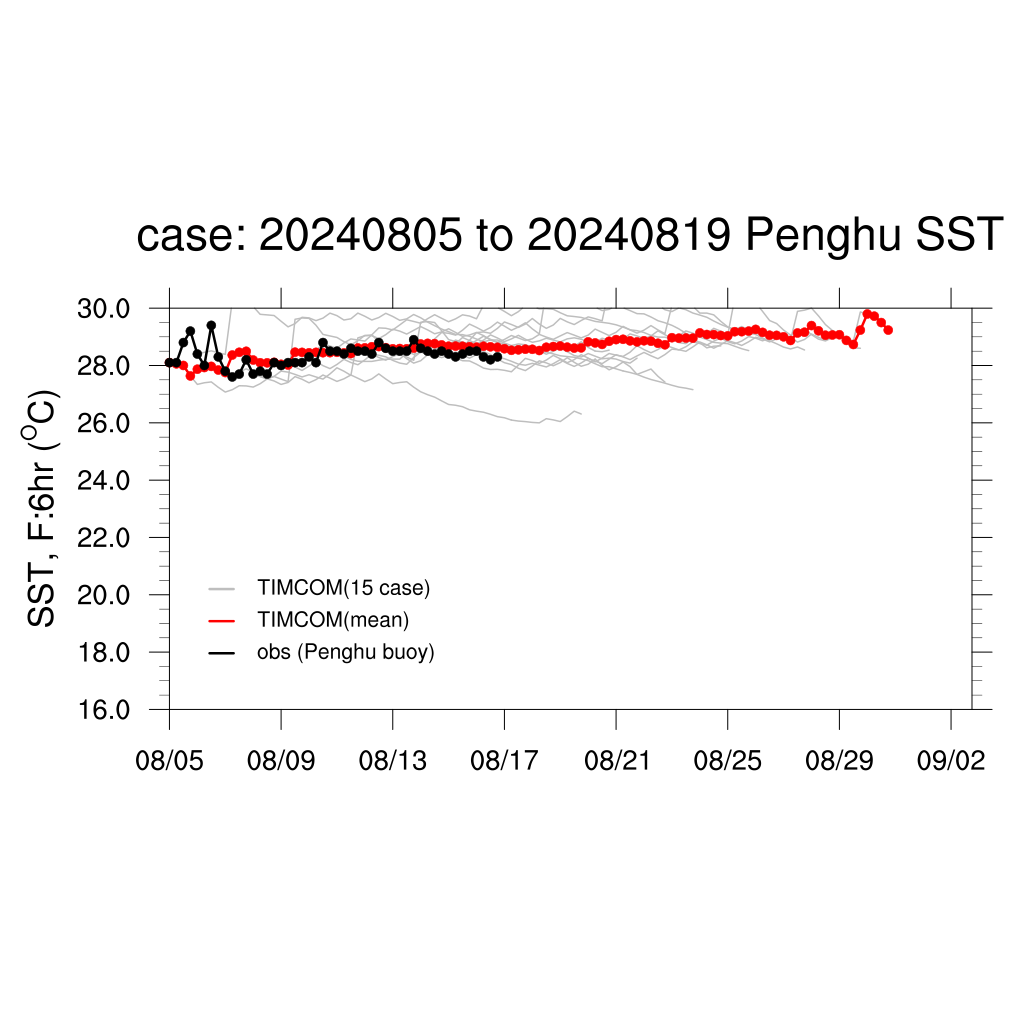 case: 20240805 to 20240819 Penghu SST
SST, F:6hr (°C)
30.0
28.0
26.0
24.0
22.0
20.0
18.0
16.0
TIMCOM(15 case)
TIMCOM(mean)
obs (Penghu buoy)
08/05 08/09 08/13 08/17 08/21 08/25 08/29 09/02